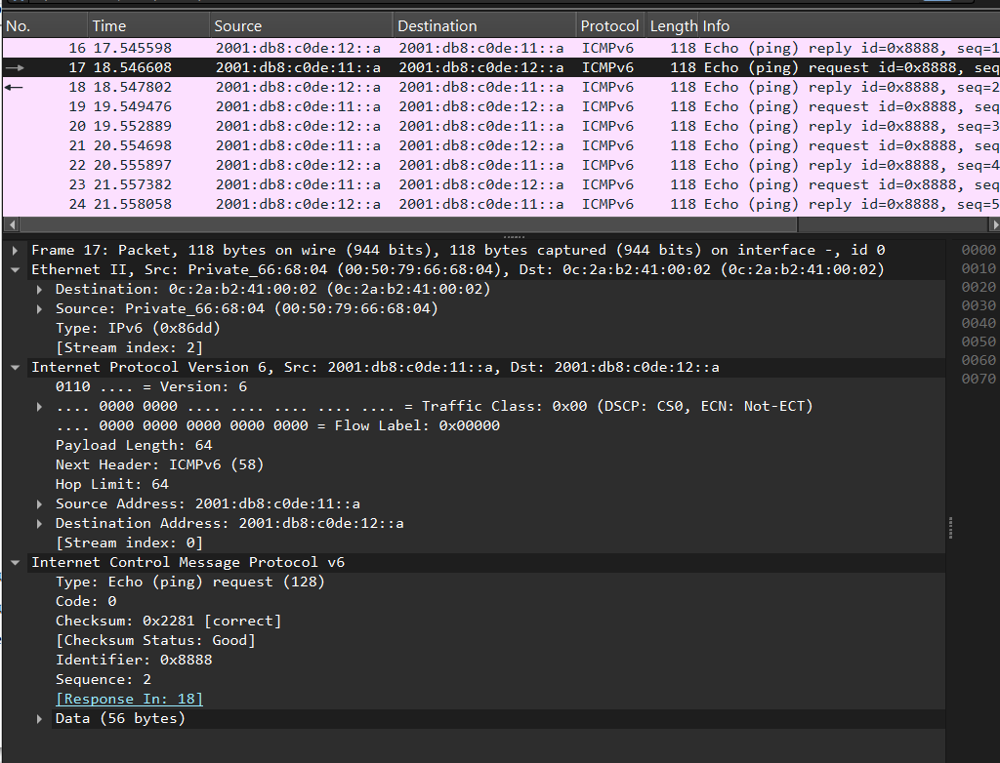 No. Time Source Destination Protocol Length Info
16 17.545598 2001:db8:c0de:12::a 2001:db8:c0de:11::a ICMPv6 118 Echo (ping) reply id=0x8888, seq=1
17 18.546608 2001:db8:c0de:11::a 2001:db8:c0de:12::a ICMPv6 118 Echo (ping) request id=0x8888, seq
18 18.547802 2001:db8:c0de:12::a 2001:db8:c0de:11::a ICMPv6 118 Echo (ping) reply id=0x8888, seq=2
19 19.549476 2001:db8:c0de:11::a 2001:db8:c0de:12::a ICMPv6 118 Echo (ping) request id=0x8888, seq
20 19.552889 2001:db8:c0de:12::a 2001:db8:c0de:11::a ICMPv6 118 Echo (ping) reply id=0x8888, seq=3
21 20.554698 2001:db8:c0de:11::a 2001:db8:c0de:12::a ICMPv6 118 Echo (ping) request id=0x8888, seq
22 20.555897 2001:db8:c0de:12::a 2001:db8:c0de:11::a ICMPv6 118 Echo (ping) reply id=0x8888, seq=4
23 21.557382 2001:db8:c0de:11::a 2001:db8:c0de:12::a ICMPv6 118 Echo (ping) request id=0x8888, seq
24 21.558058 2001:db8:c0de:12::a 2001:db8:c0de:11::a ICMPv6 118 Echo (ping) reply id=0x8888, seq=5
Frame 17: Packet, 118 bytes on wire (944 bits), 118 bytes captured (944 bits) on interface -, id 0
Ethernet II, Src: Private_66:68:04 (00:50:79:66:68:04), Dst: 0c:2a:b2:41:00:02 (0c:2a:b2:41:00:02)
Destination: 0c:2a:b2:41:00:02 (0c:2a:b2:41:00:02)
Source: Private_66:68:04 (00:50:79:66:68:04)
Type: IPv6 (0x86dd)
[Stream index: 2]
Internet Protocol Version 6, Src: 2001:db8:c0de:11::a, Dst: 2001:db8:c0de:12::a
0110 .... = Version: 6
.... 0000 0000 .... .... .... .... .... = Traffic Class: 0x00 (DSCP: CS0, ECN: Not-ECT)
.... 0000 0000 0000 0000 0000 = Flow Label: 0x00000
Payload Length: 64
Next Header: ICMPv6 (58)
Hop Limit: 64
Source Address: 2001:db8:c0de:11::a
Destination Address: 2001:db8:c0de:12::a
[Stream index: 0]
Internet Control Message Protocol v6
Type: Echo (ping) request (128)
Code: 0
Checksum: 0x2281 [correct]
[Checksum Status: Good]
Identifier: 0x8888
Sequence: 2
[Response In: 18]
Data (56 bytes)
0000
0010
0020
0030
0040
0050
0060
0070